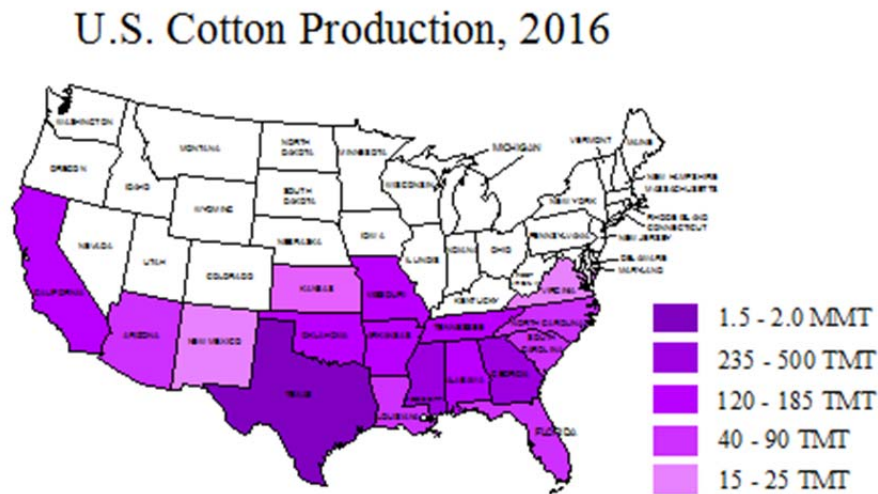 U.S. Cotton Production, 2016
WASHINGTON
MONTANA
NORTH
DAKOTA
MINNESOTA
MICHIGAN
VERMONT
MAINE
OREGON
IDAHO
SOUTH
DAKOTA
WISCONSIN
NEW YORK
NEW HAMPSHIRE
MASSACHUSETTS
WYOMING
RHODE ISLAND
CONNECTICUT
NEVADA
UTAH
COLORADO
NEBRASKA
IOWA
ILLINOIS
INDIANA
OHIO
PENNSYLVANIA
NEW JERSEY
DELAWARE
MARYLAND
CALIFORNIA
KANSAS
MISSOURI
KENTUCKY
VIRGINIA
ARIZONA
NEW MEXICO
OKLAHOMA
ARKANSAS
TENNESSEE
NORTH CAROLINA
SOUTH
CAROLINA
TEXAS
LOUISIANA
ALABAMA
GEORGIA
FLORIDA
1.5 - 2.0 MMT
235 - 500 TMT
120 - 185 TMT
40 - 90 TMT
15 - 25 TMT